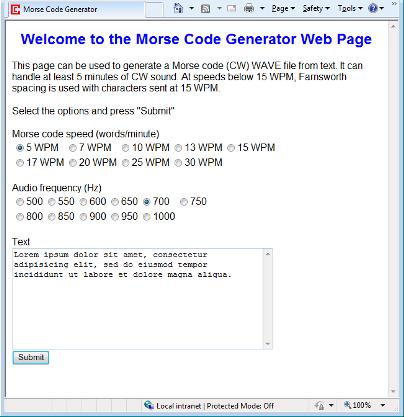 Morse Code Generator
Page Safety Tools
Welcome to the Morse Code Generator Web Page
This page can be used to generate a Morse code (CW) WAVE file from text. It can
handle at least 5 minutes of CW sound. At speeds below 15 WPM, Farnsworth
spacing is used with characters sent at 15 WPM.
Select the options and press "Submit"
Morse code speed (words/minute)
5 WPM 7 WPM 10 WPM 13 WPM 15 WPM
17 WPM 20 WPM 25 WPM 30 WPM
Audio frequency (Hz)
500 550 600 650 700 750
800 850 900 950 1000
Text
Lorem ipsum dolor sit amet, consectetur
adipisicing elit, sed do eiusmod tempor
incididunt ut labore et dolore magna aliqua.
Submit
Local intranet | Protected Mode: Off 100%